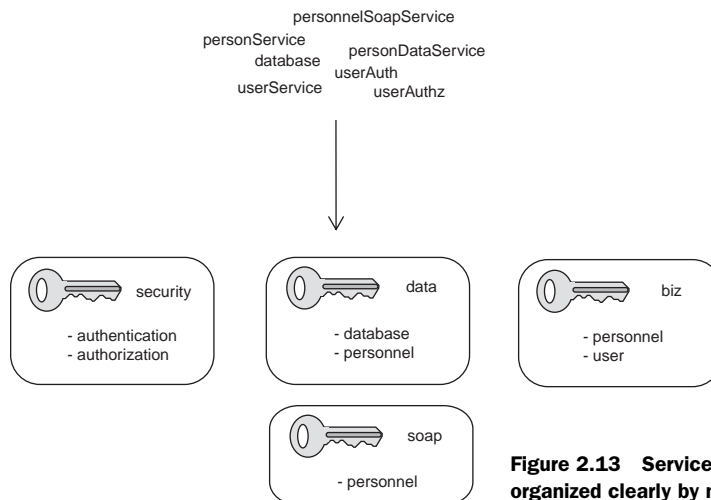 personnelSoapService
personService
personDataService
database
userAuth
userService
userAuthz
security
- authentication
- authorization
data
- database
- personnel
biz
- personnel
- user
soap
- personnel
Figure 2.13 Service
organized clearly by